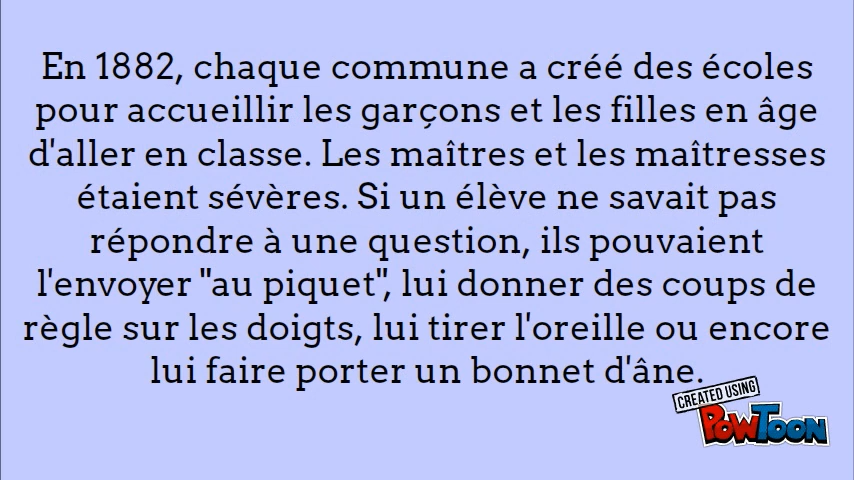 En 1882, chaque commune a créé des écoles
pour accueillir les garçons et les filles en âge
d'aller en classe. Les maîtres et les maîtresses
étaient sévères. Si un élève ne savait pas
répondre à une question, ils pouvaient
l'envoyer "au piquet", lui donner des coups de
règle sur les doigts, lui tirer l'oreille ou encore
lui faire porter un bonnet d'âne.
CREATED USING
POWTOON